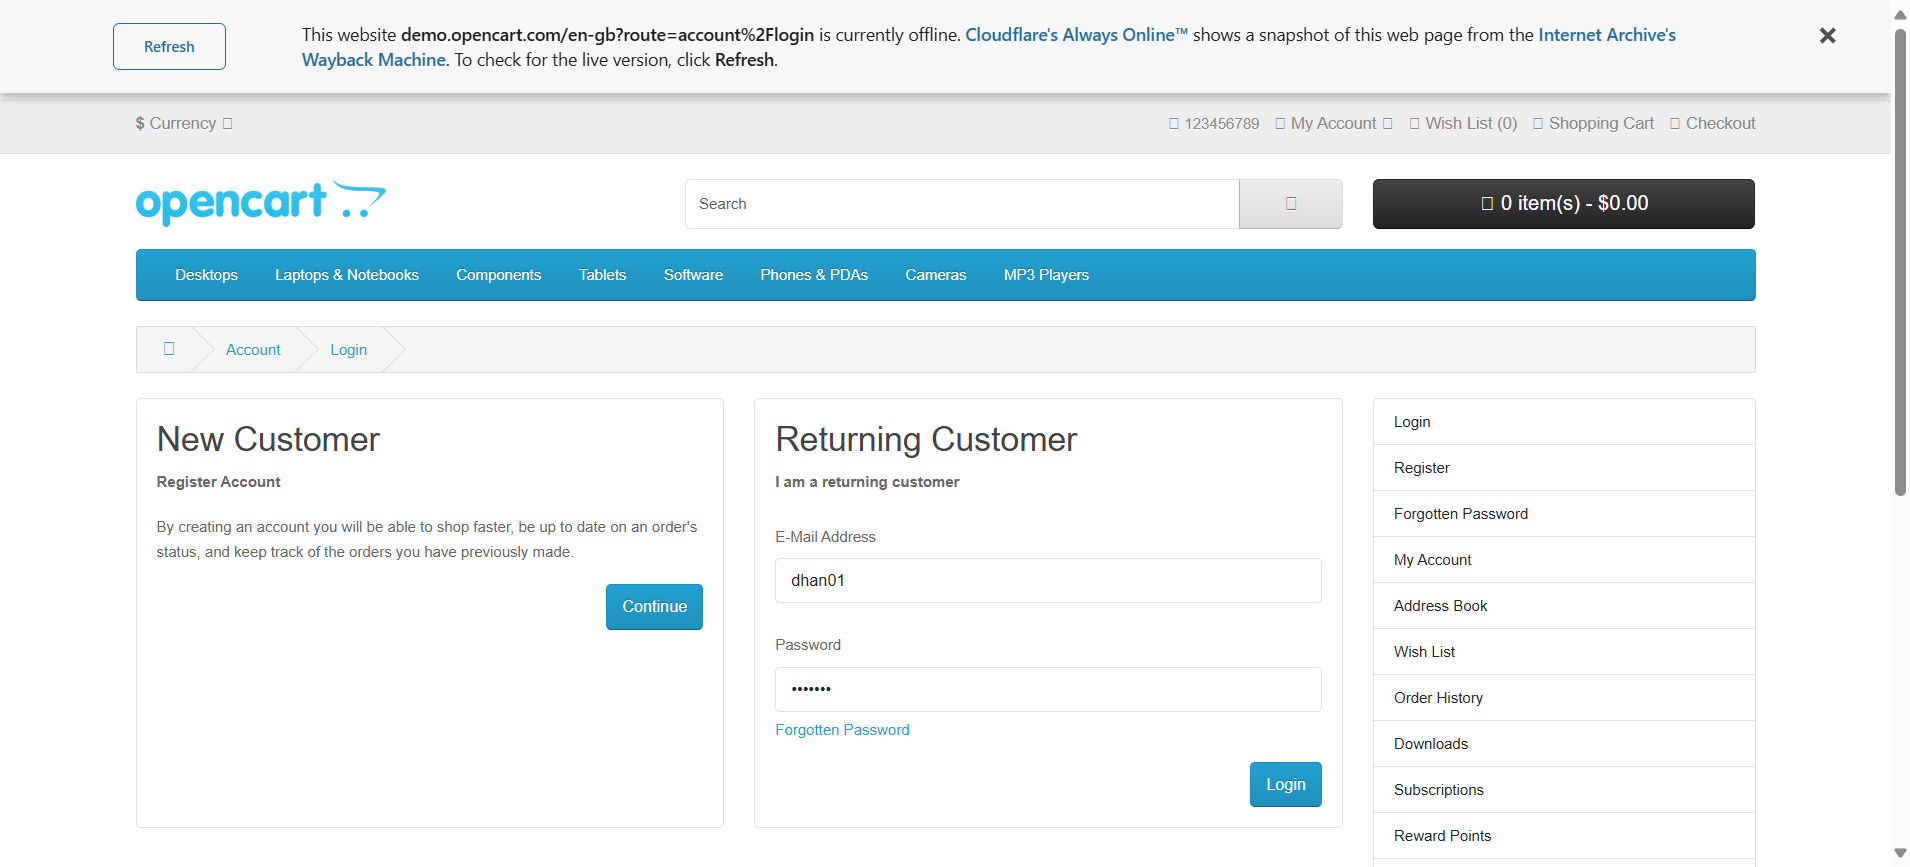 Refresh
This website demo.opencart.com/en-gb?route=account%2Flogin is currently offline. Cloudflare's Always Online™ shows a snapshot of this web page from the Internet Archive's
Wayback Machine. To check for the live version, click Refresh.
$ Currency
123456789 My Account Wish List (0) Shopping Cart Checkout
opencart
Search
0 item(s) - $0.00
Desktops Laptops & Notebooks Components Tablets Software Phones & PDAs Cameras MP3 Players
Account Login
New Customer
Register Account
By creating an account you will be able to shop faster, be up to date on an order's
status, and keep track of the orders you have previously made.
Continue
Returning Customer
I am a returning customer
E-Mail Address
dhan01
Password
•••••••
Forgotten Password
Login
Login
Register
Forgotten Password
My Account
Address Book
Wish List
Order History
Downloads
Subscriptions
Reward Points